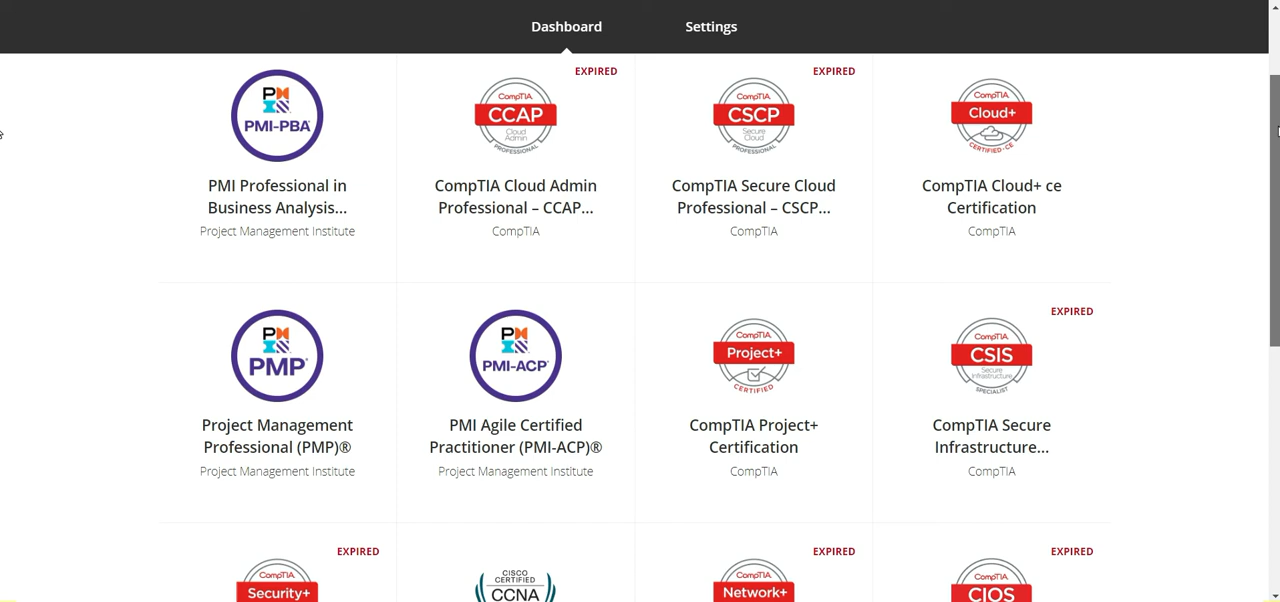 Dashboard
Settings
EXPIRED
EXPIRED
PMI-PBA®
CompTIA
CCAP
Cloud
Admin
PROFESSIONAL
CompTIA
CSCP
Secure
Cloud
PROFESSIONAL
CompTIA
Cloud+
CERTIFIED•CE
PMI Professional in
Business Analysis...
Project Management Institute
CompTIA Cloud Admin
Professional – CCAP...
CompTIA
CompTIA Secure Cloud
Professional – CSCP...
CompTIA
CompTIA Cloud+ ce
Certification
CompTIA
EXPIRED
PMP®
PMI-ACP®
CompTIA
Project+
CERTIFIED
CompTIA
CSIS
Secure
Infrastructure
SPECIALIST
Project Management
Professional (PMP)®
Project Management Institute
PMI Agile Certified
Practitioner (PMI-ACP)®
Project Management Institute
CompTIA Project+
Certification
CompTIA
CompTIA Secure
Infrastructure...
CompTIA
EXPIRED
EXPIRED
EXPIRED
CompTIA
Security+
CISCO
CERTIFIED
CCNA
CompTIA
Network+
CompTIA
CIOS